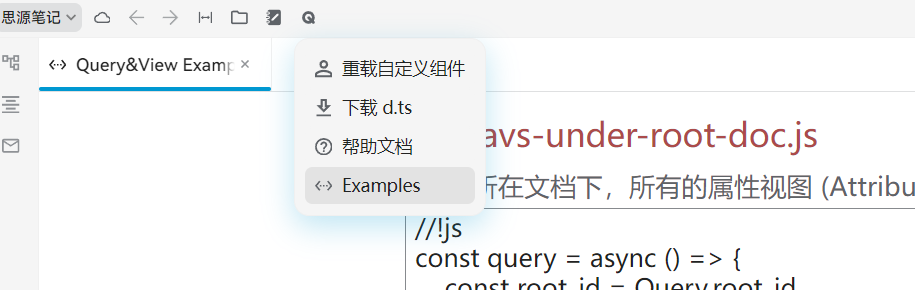 思源笔记
Query&View Examp
重载自定义组件
下载 d.ts
帮助文档
Examples
avs-under-root-doc.js
所在文档下，所有的属性视图 (Attribu
//!js
const query = async () => {
const root_id = Query.root_id